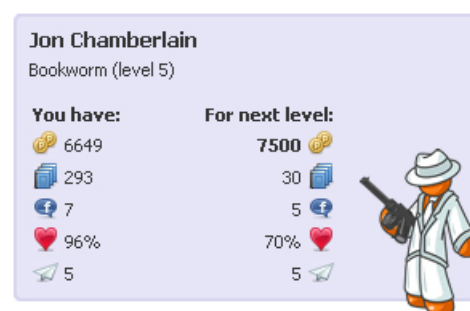 Jon Chamberlain
Bookworm (level 5)
You have: For next level:
6649 7500
293 30
7 5
96% 70%
5 5